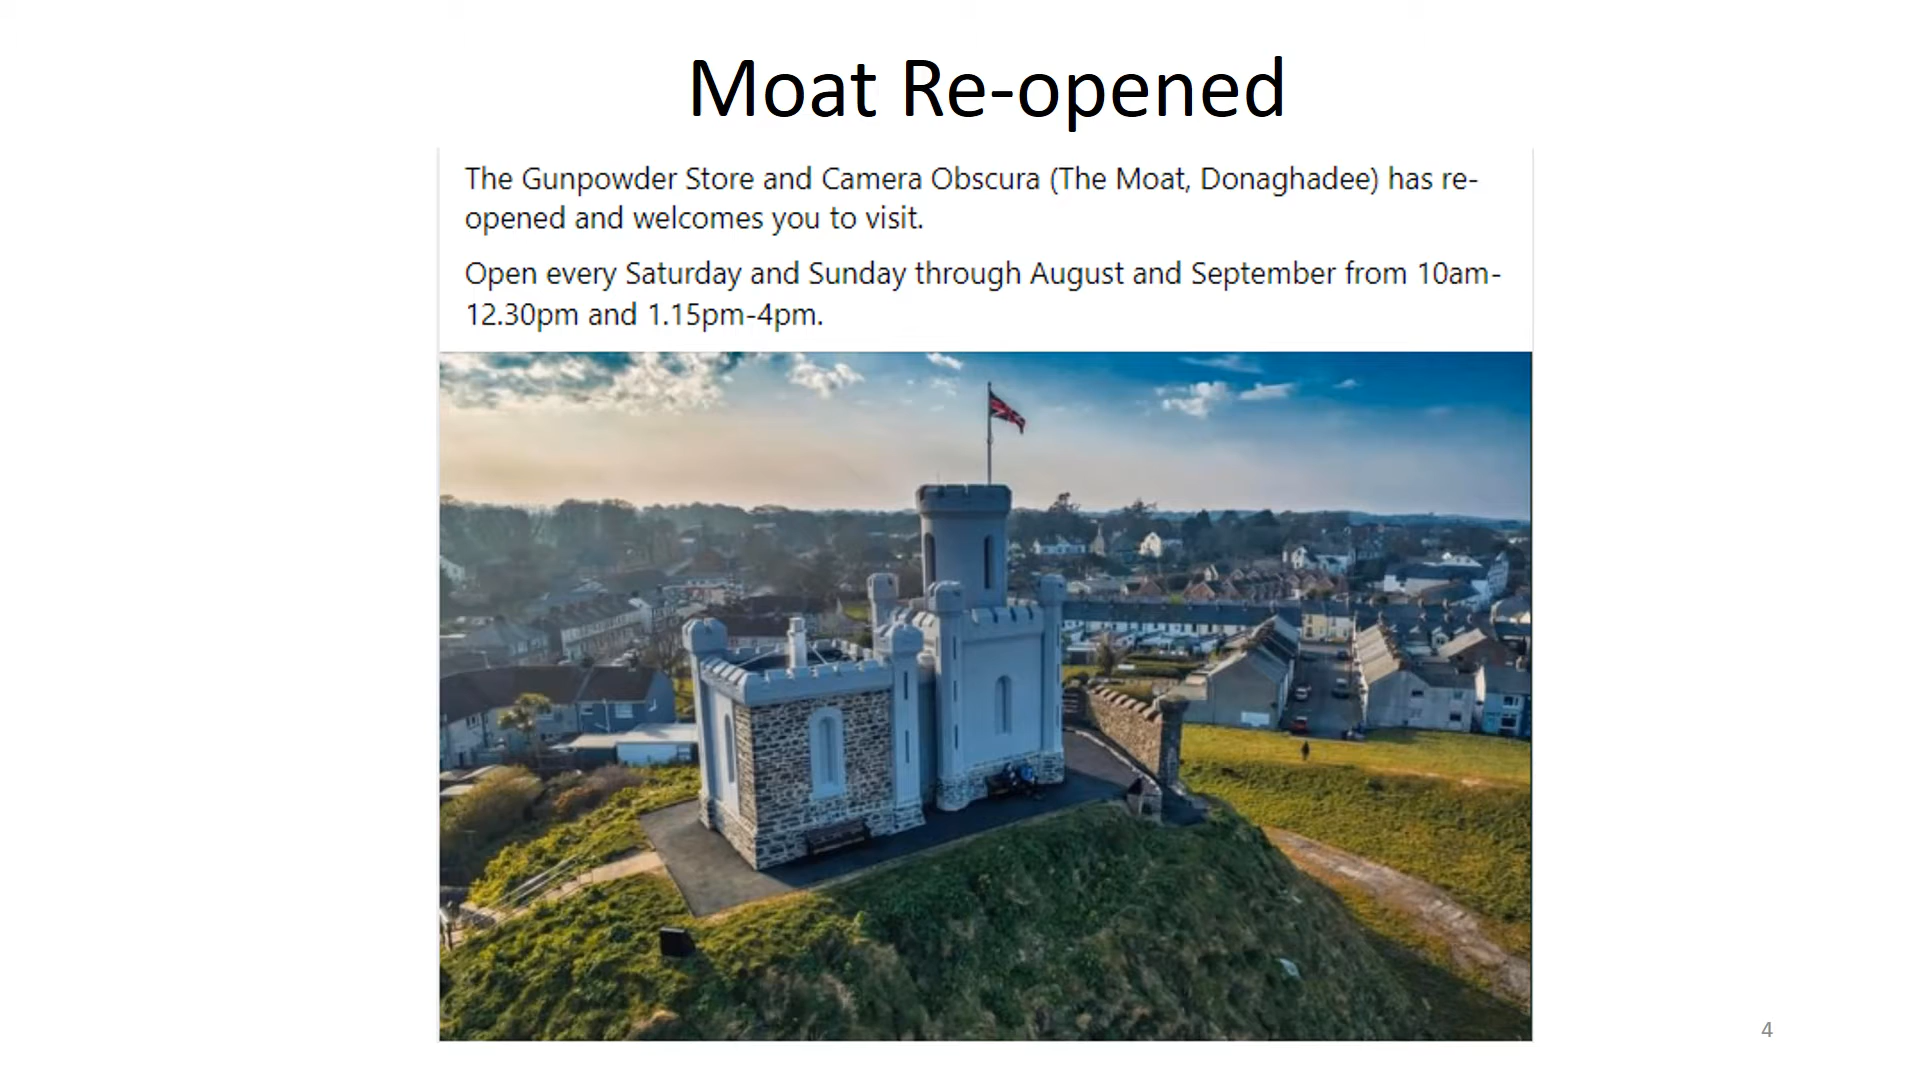 Moat Re-opened
The Gunpowder Store and Camera Obscura (The Moat, Donaghadee) has re-
opened and welcomes you to visit.
Open every Saturday and Sunday through August and September from 10am-
12.30pm and 1.15pm-4pm.
4